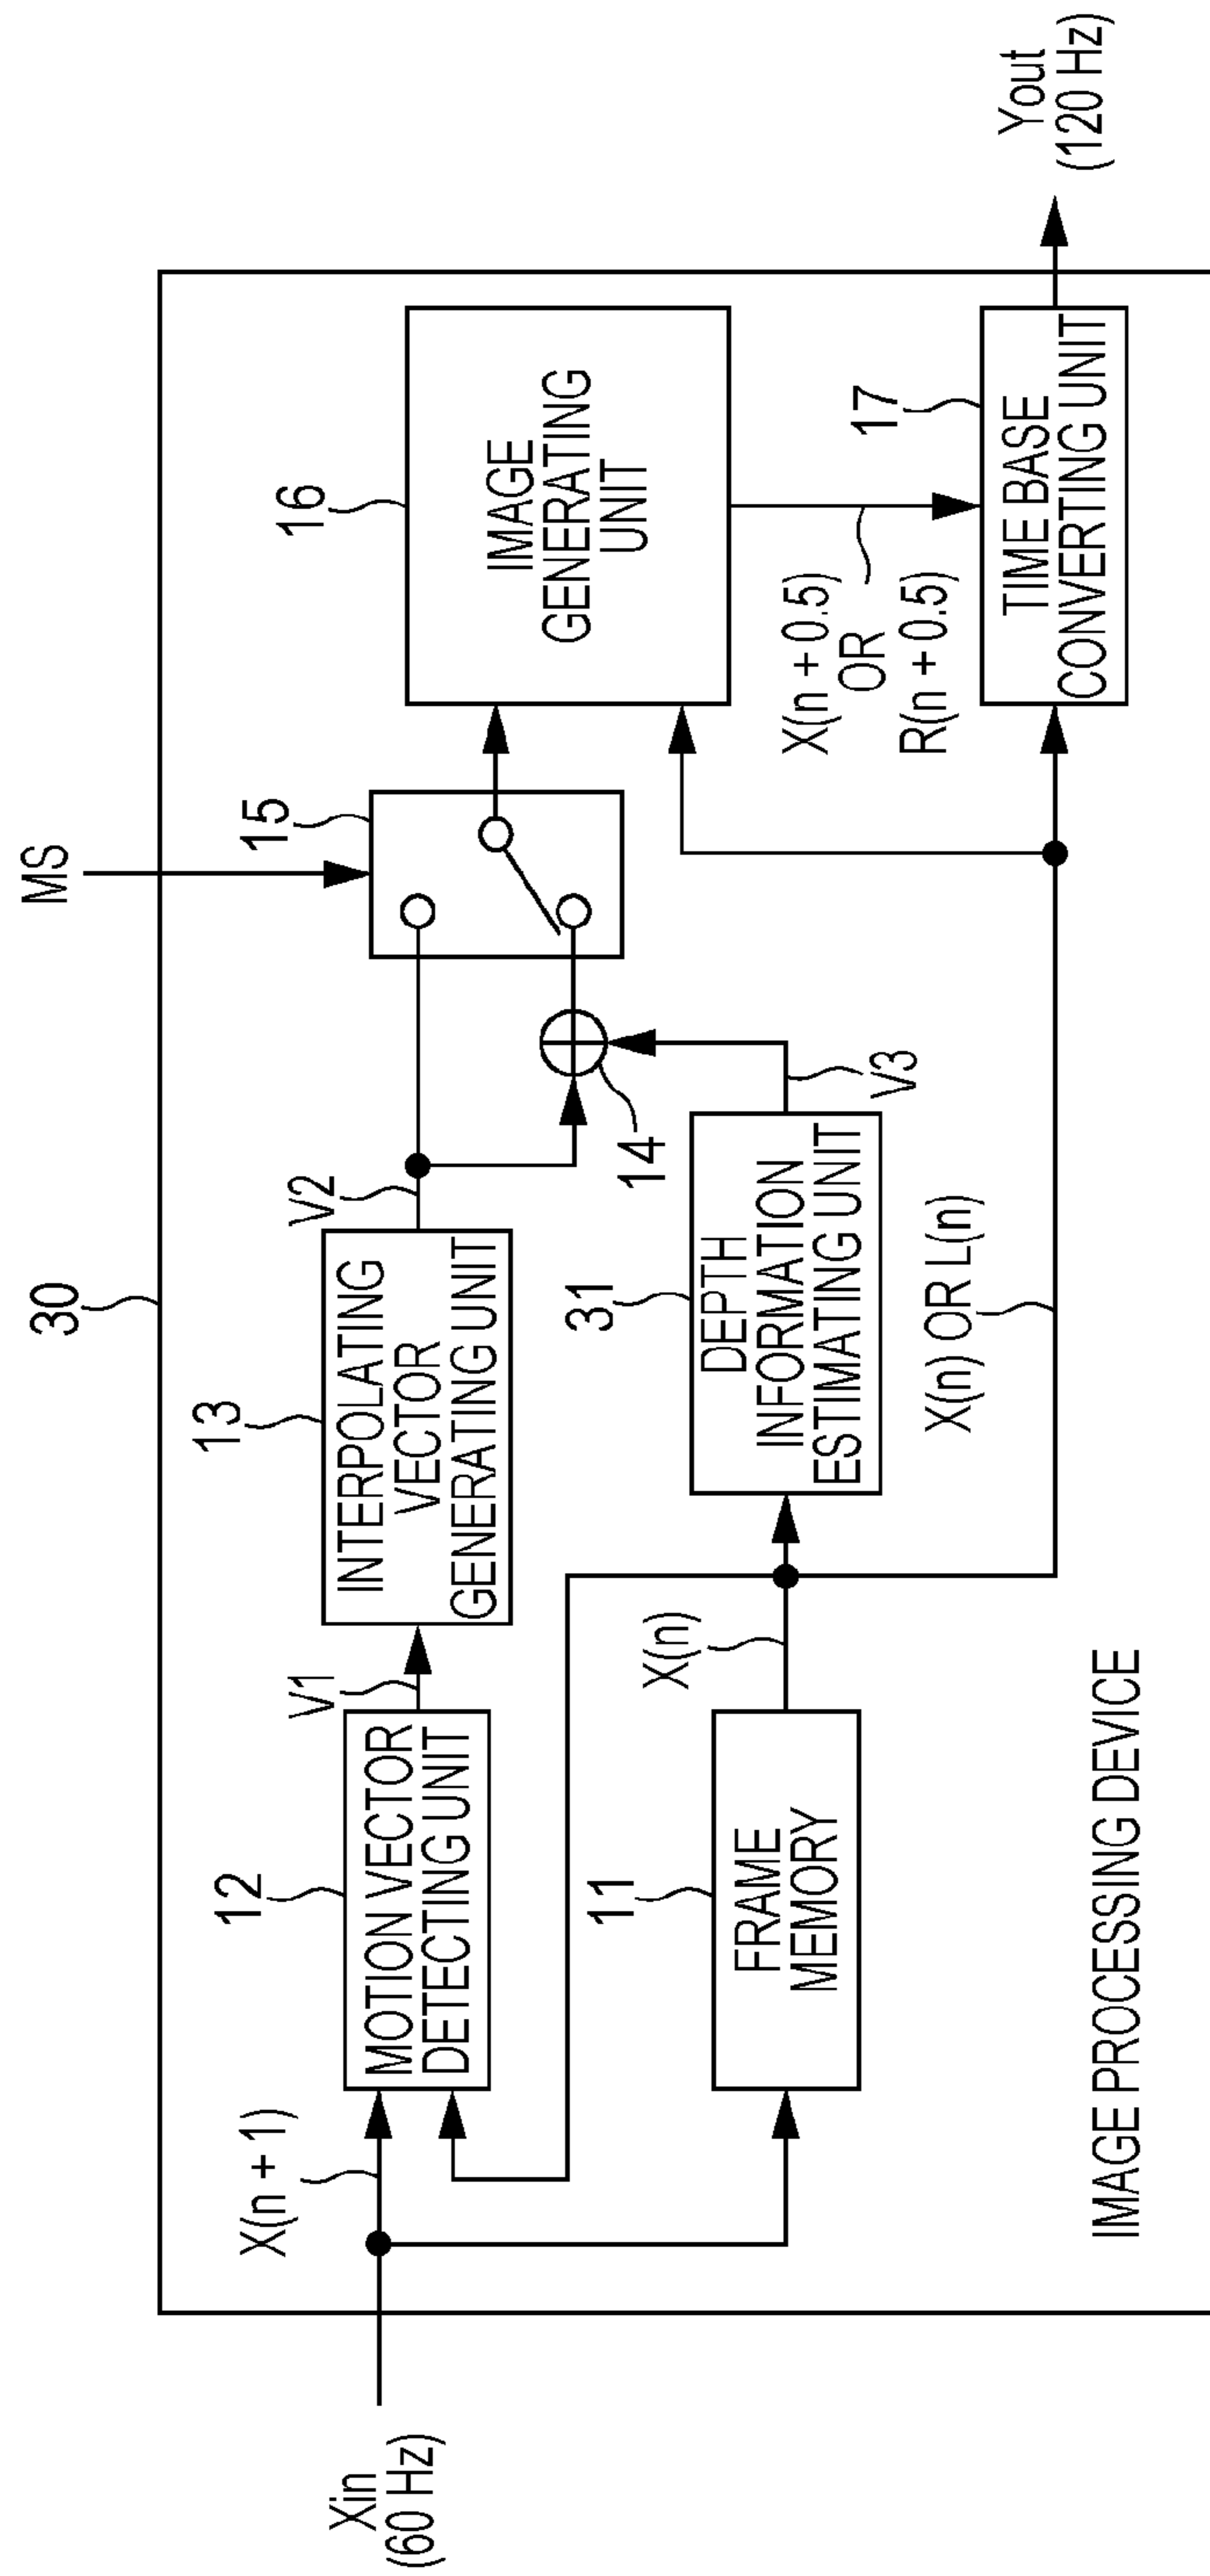 30
MS
Xin
(60 Hz)
X(n + 1)
12
MOTION VECTOR
DETECTING UNIT
V1
13
INTERPOLATING
VECTOR
GENERATING UNIT
V2
14
15
16
IMAGE
GENERATING
UNIT
11
FRAME
MEMORY
X(n)
31
DEPTH
INFORMATION
ESTIMATING UNIT
V3
X(n) OR L(n)
X(n + 0.5)
OR
R(n + 0.5)
17
TIME BASE
CONVERTING UNIT
Yout
(120 Hz)
IMAGE PROCESSING DEVICE